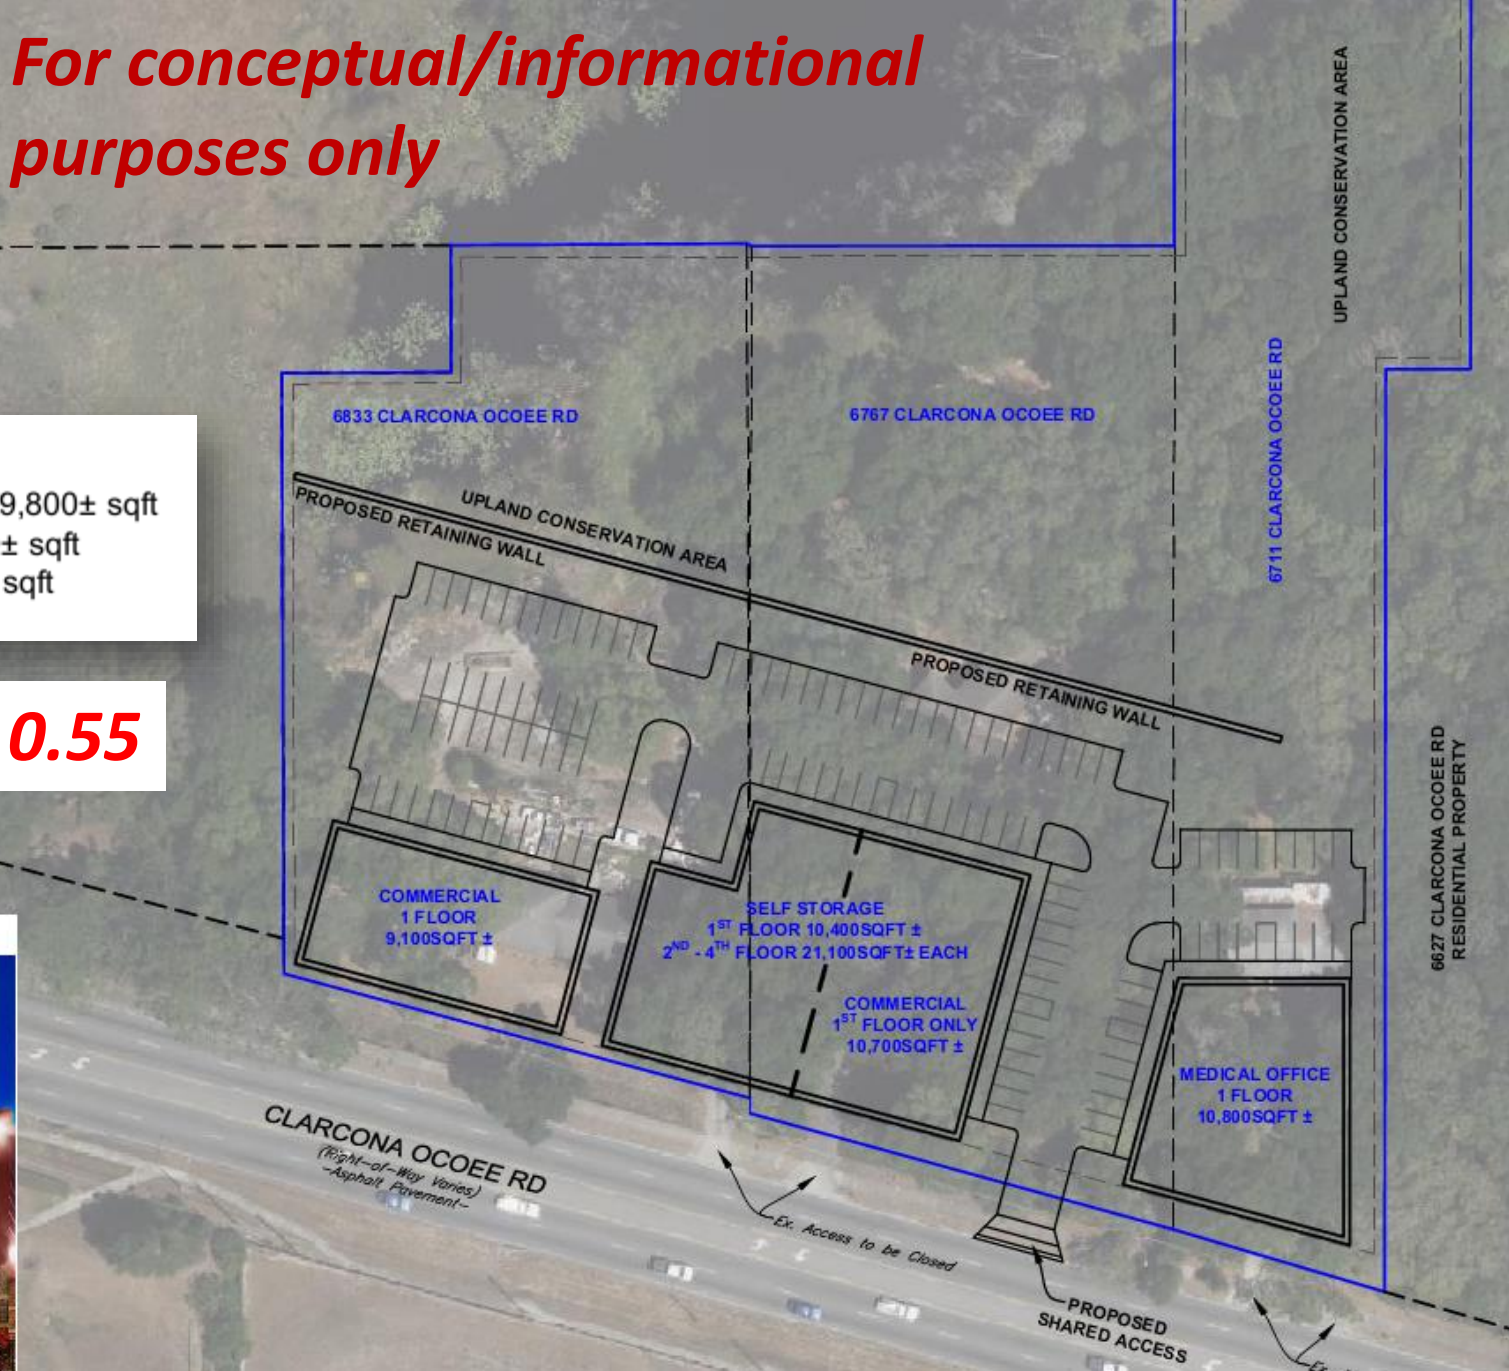 For conceptual/informational
purposes only
UPLAND CONSERVATION AREA
6833 CLARCONA OCOEE RD
6767 CLARCONA OCOEE RD
6711 CLARCONA OCOEE RD
9,800± sqft
± sqft
sqft
UPLAND CONSERVATION AREA
PROPOSED RETAINING WALL
PROPOSED RETAINING WALL
0.55
6627 CLARCONA OCOEE RD
RESIDENTIAL PROPERTY
COMMERCIAL
1 FLOOR
9,100SQFT ±
SELF STORAGE
1ST FLOOR 10,400SQFT ±
2ND - 4TH FLOOR 21,100SQFT± EACH
COMMERCIAL
1ST FLOOR ONLY
10,700SQFT ±
MEDICAL OFFICE
1 FLOOR
10,800SQFT ±
CLARCONA OCOEE RD
(Right-of-Way Varies)
-Asphalt Pavement-
Ex. Access to be Closed
PROPOSED
SHARED ACCESS